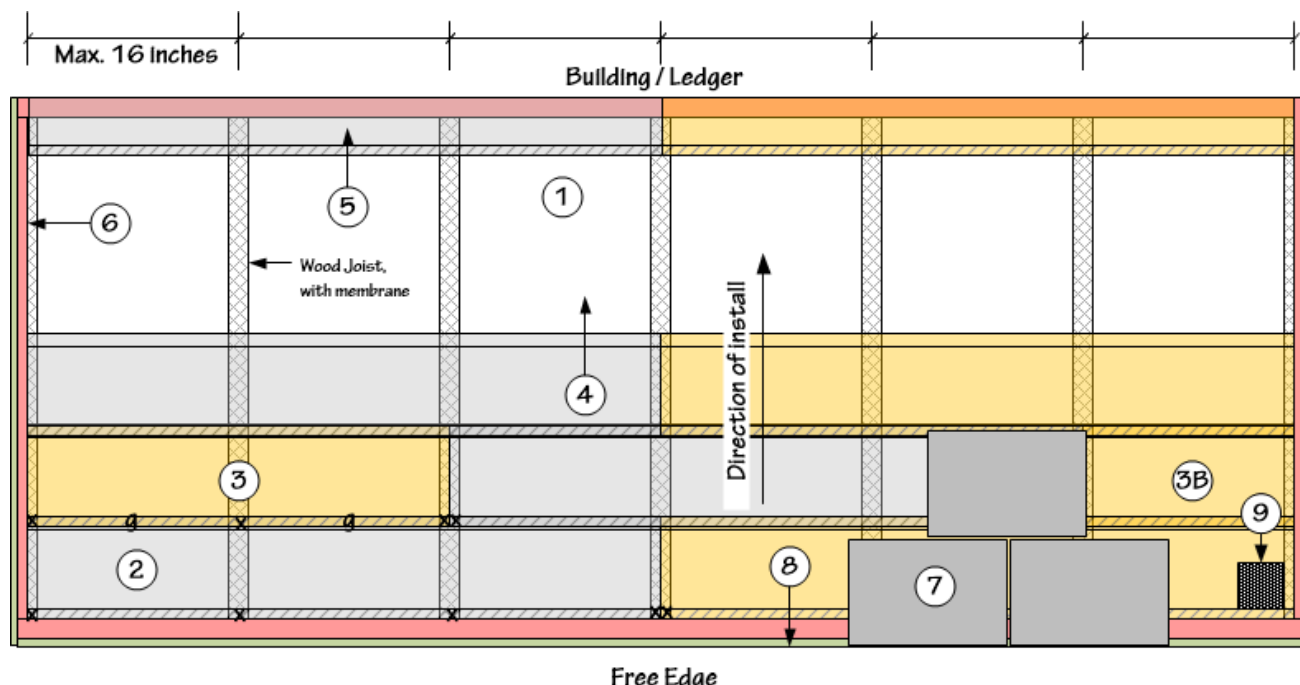 Max. 16 inches
Building / Ledger
1
5
6
Wood Joist,
with membrane
Direction of install
4
3
3B
g
g
x
x
x
x
9
2
8
7
x
x
x
x
x
Free Edge